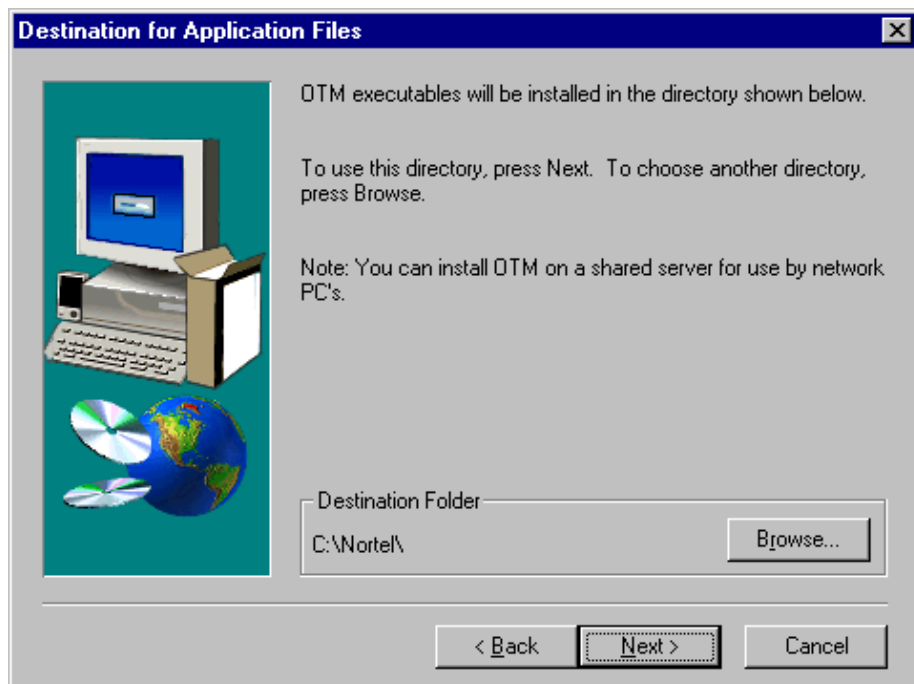 Destination for Application Files
OTM executables will be installed in the directory shown below.
To use this directory, press Next. To choose another directory,
press Browse.
Note: You can install OTM on a shared server for use by network
PC's.
Destination Folder
C:\Nortel\
Browse...
< Back
Next >
Cancel